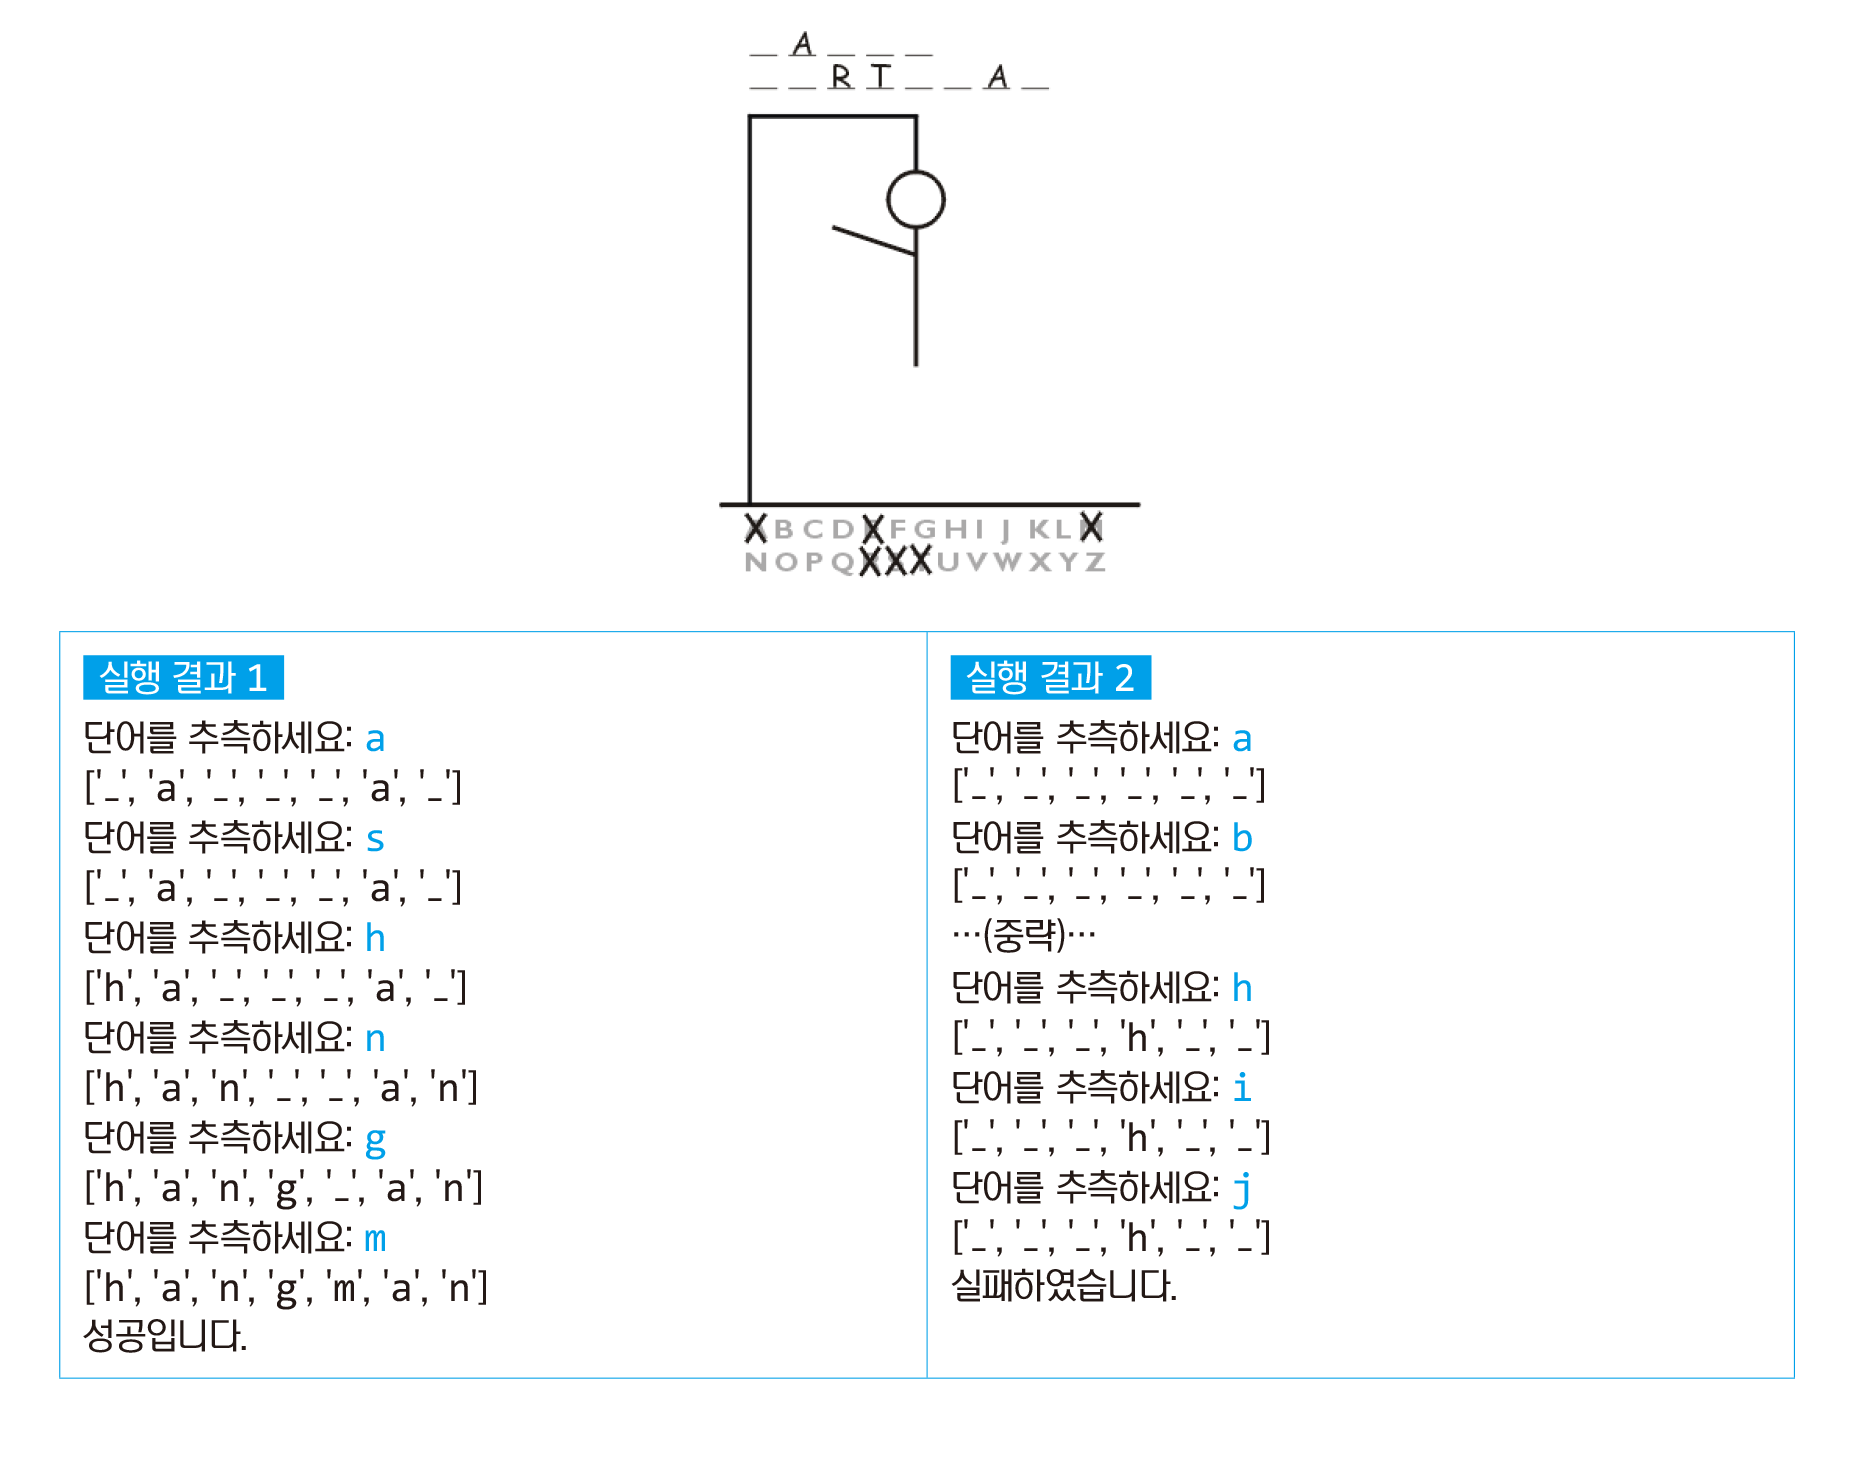 _ A _ _ _
_ _ R T _ _ A _
A B C D X F G H I J K L X
N O P Q X X X U V W X Y Z
실행 결과 1
단어를 추측하세요: a
['_', 'a', '_', '_', '_', 'a', '_']
단어를 추측하세요: s
['_', 'a', '_', '_', '_', 'a', '_']
단어를 추측하세요: h
['h', 'a', '_', '_', '_', 'a', '_']
단어를 추측하세요: n
['h', 'a', 'n', '_', '_', 'a', 'n']
단어를 추측하세요: g
['h', 'a', 'n', 'g', '_', 'a', 'n']
단어를 추측하세요: m
['h', 'a', 'n', 'g', 'm', 'a', 'n']
성공입니다.
실행 결과 2
단어를 추측하세요: a
['_', '_', '_', '_', '_', '_']
단어를 추측하세요: b
['_', '_', '_', '_', '_', '_']
…(중략)…
단어를 추측하세요: h
['_', '_', '_', 'h', '_', '_']
단어를 추측하세요: i
['_', '_', '_', 'h', '_', '_']
단어를 추측하세요: j
['_', '_', '_', 'h', '_', '_']
실패하였습니다.